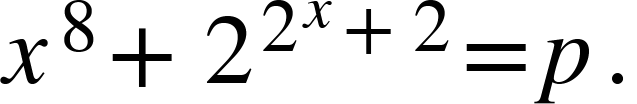 x^8 + 2^{2^x + 2} = p .